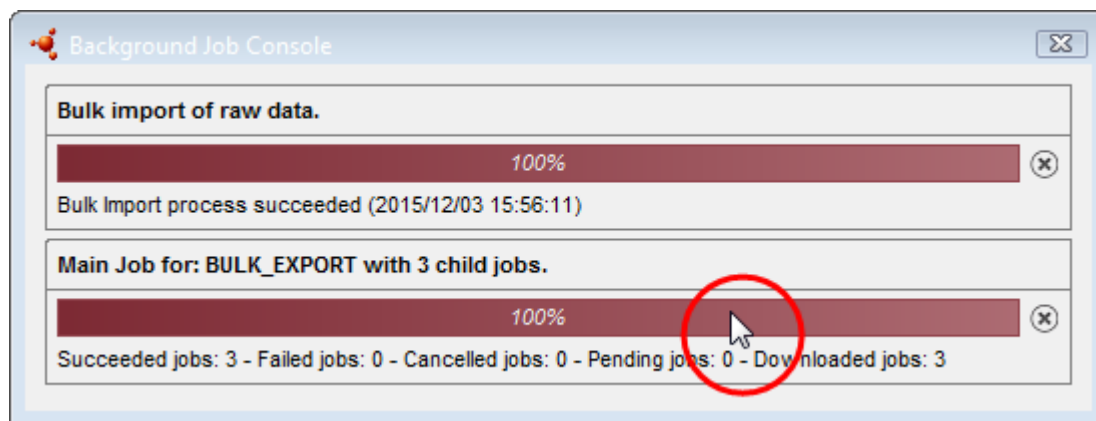 Background Job Console
Bulk import of raw data.
100%
Bulk Import process succeeded (2015/12/03 15:56:11)
Main Job for: BULK_EXPORT with 3 child jobs.
100%
Succeeded jobs: 3 - Failed jobs: 0 - Cancelled jobs: 0 - Pending jobs: 0 - Downloaded jobs: 3